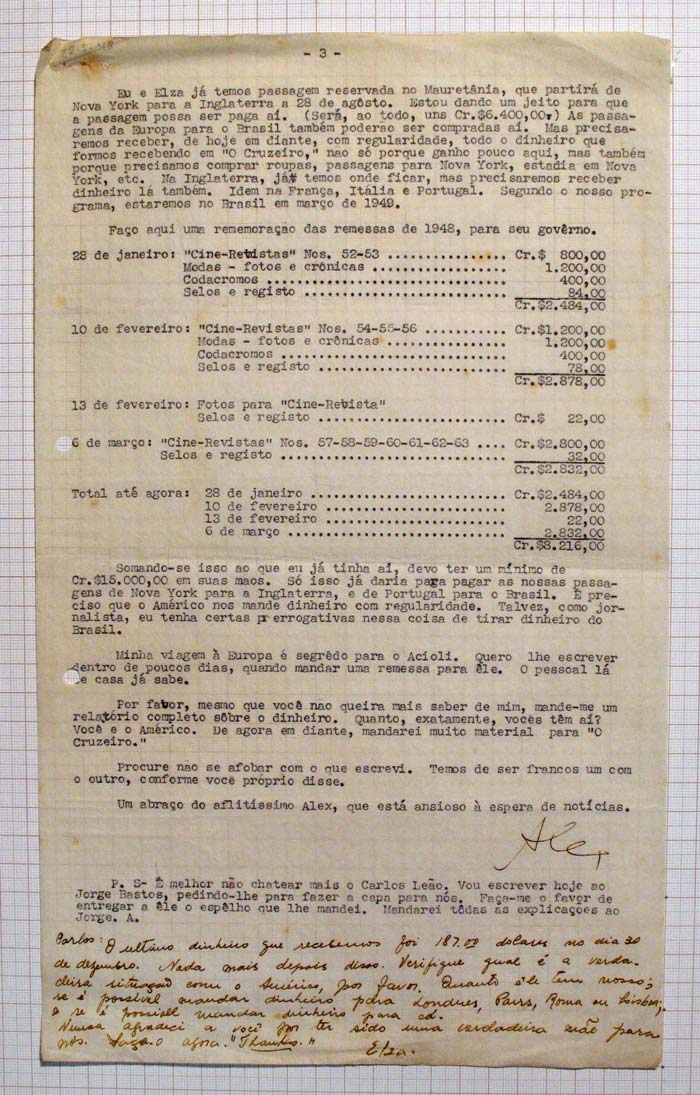 - 3 -
Eu e Elza já temos passagem reservada no Mauretânia, que partirá de
Nova York para a Inglaterra a 28 de agôsto. Estou dando um jeito para que
a passagem possa ser paga aí. (Será, ao todo, uns Cr.$6.400,00.) As passa-
gens da Europa para o Brasil também poderao ser compradas aí. Mas precisa-
remos receber, de hoje em diante, com regularidade, todo o dinheiro que
formos recebendo em "O Cruzeiro," nao só porque ganho pouco aqui, mas também
porque precisamos comprar roupas, passagens para Nova York, estadia em Nova
York, etc. Na Inglaterra, já temos onde ficar, mas precisaremos receber
dinheiro lá também. Idem na França, Itália e Portugal. Segundo o nosso pro-
grama, estaremos no Brasil em março de 1949.
Faço aqui uma rememoração das remessas de 1948, para seu govêrno.
28 de janeiro: "Cine-Revistas" Nos. 52-53 ................ Cr.$ 800,00
Modas - fotos e crônicas .................. 1.200,00
Codacromos ................................ 400,00
Selos e registo ........................... 84,00
Cr.$2.484,00
10 de fevereiro: "Cine-Revistas" Nos. 54-55-56 ........... Cr.$1.200,00
Modas - fotos e crônicas ................ 1.200,00
Codacromos .............................. 400,00
Selos e registo ......................... 78,00
Cr.$2.878,00
13 de fevereiro: Fotos para "Cine-Revista"
Selos e registo ......................... Cr.$ 22,00
6 de março: "Cine-Revistas" Nos. 57-58-59-60-61-62-63 .... Cr.$2.800,00
Selos e registo .............................. 32,00
Cr.$2.832,00
Total até agora: 28 de janeiro .......................... Cr.$2.484,00
10 de fevereiro ......................... 2.878,00
13 de fevereiro ......................... 22,00
6 de março .............................. 2.832,00
Cr.$8.216,00
Somando-se isso ao que eu já tinha aí, devo ter um mínimo de
Cr.$15.000,00 em suas maos. Só isso já daria para pagar as nossas passa-
gens de Nova York para a Inglaterra, e de Portugal para o Brasil. É pre-
ciso que o Américo nos mande dinheiro com regularidade. Talvez, como jor-
nalista, eu tenha certas prerrogativas nessa coisa de tirar dinheiro do
Brasil.
Minha viagem à Europa é segrêdo para o Acioli. Quero lhe escrever
dentro de poucos dias, quando mandar uma remessa para êle. O pessoal lá
de casa já sabe.
Por favor, mesmo que você nao queira mais saber de mim, mande-me um
relatório completo sôbre o dinheiro. Quanto, exatamente, vocês têm aí?
Você e o Américo. De agora em diante, mandarei muito material para "O
Cruzeiro."
Procure nao se afobar com o que escrevi. Temos de ser francos um com
o outro, conforme você próprio disse.
Um abraço do aflitíssimo Alex, que está ansioso à espera de notícias.
Alex
P. S- É melhor não chatear mais o Carlos Leão. Vou escrever hoje ao
Jorge Bastos, pedindo-lhe para fazer a capa para nós. Faça-me o favor de
entregar a êle o espêlho que lhe mandei. Mandarei tôdas as explicaçoes ao
Jorge. A.
Carlos: O ultimo dinheiro que recebemos foi 187.00 dolares no dia 30
de dezembro. Nada mais depois disso. Verifique qual é a verda-
deira situação com o Américo, por favor. Quanto êle tem nosso;
se é possivel mandar dinheiro para Londres, Paris, Roma ou Lisboa;
e se é possivell mandar dinheiro para cá.
Nunca agradeci a você por ter sido uma verdadeira mãe para
nós. Faço-o agora. "Thanks."
Elza.